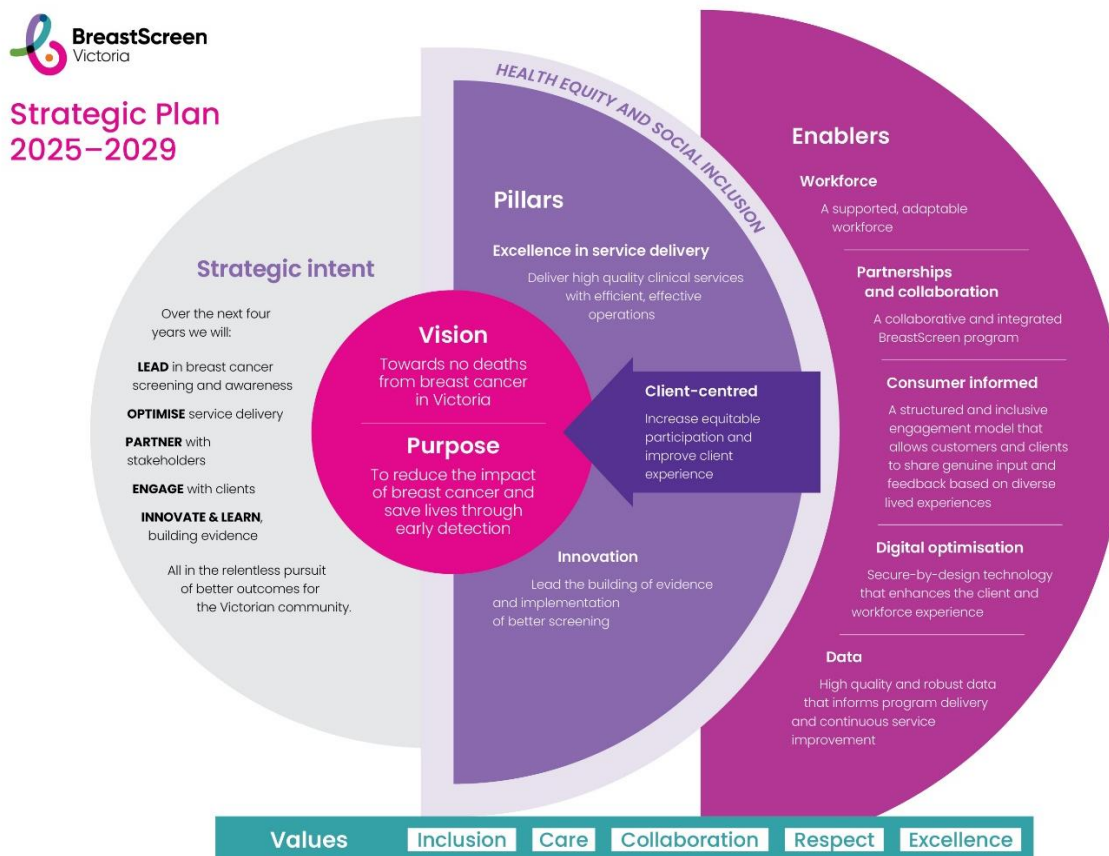 BreastScreen
Victoria
Strategic Plan
2025–2029
Strategic intent
Over the next four
years we will:
LEAD in breast cancer
screening and awareness
OPTIMISE service delivery
PARTNER with
stakeholders
ENGAGE with clients
INNOVATE & LEARN,
building evidence
All in the relentless pursuit
of better outcomes for
the Victorian community.
Vision
Towards no deaths
from breast cancer
in Victoria
Purpose
To reduce the impact
of breast cancer and
save lives through
early detection
HEALTH EQUITY AND SOCIAL INCLUSION
Pillars
Excellence in service delivery
Deliver high quality clinical services
with efficient, effective
operations
Client-centred
Increase equitable
participation and
improve client
experience
Innovation
Lead the building of evidence
and implementation
of better screening
Enablers
Workforce
A supported, adaptable
workforce
Partnerships
and collaboration
A collaborative and integrated
BreastScreen program
Consumer informed
A structured and inclusive
engagement model that
allows customers and clients
to share genuine input and
feedback based on diverse
lived experiences
Digital optimisation
Secure-by-design technology
that enhances the client and
workforce experience
Data
High quality and robust data
that informs program delivery
and continuous service
improvement
Values Inclusion Care Collaboration Respect Excellence